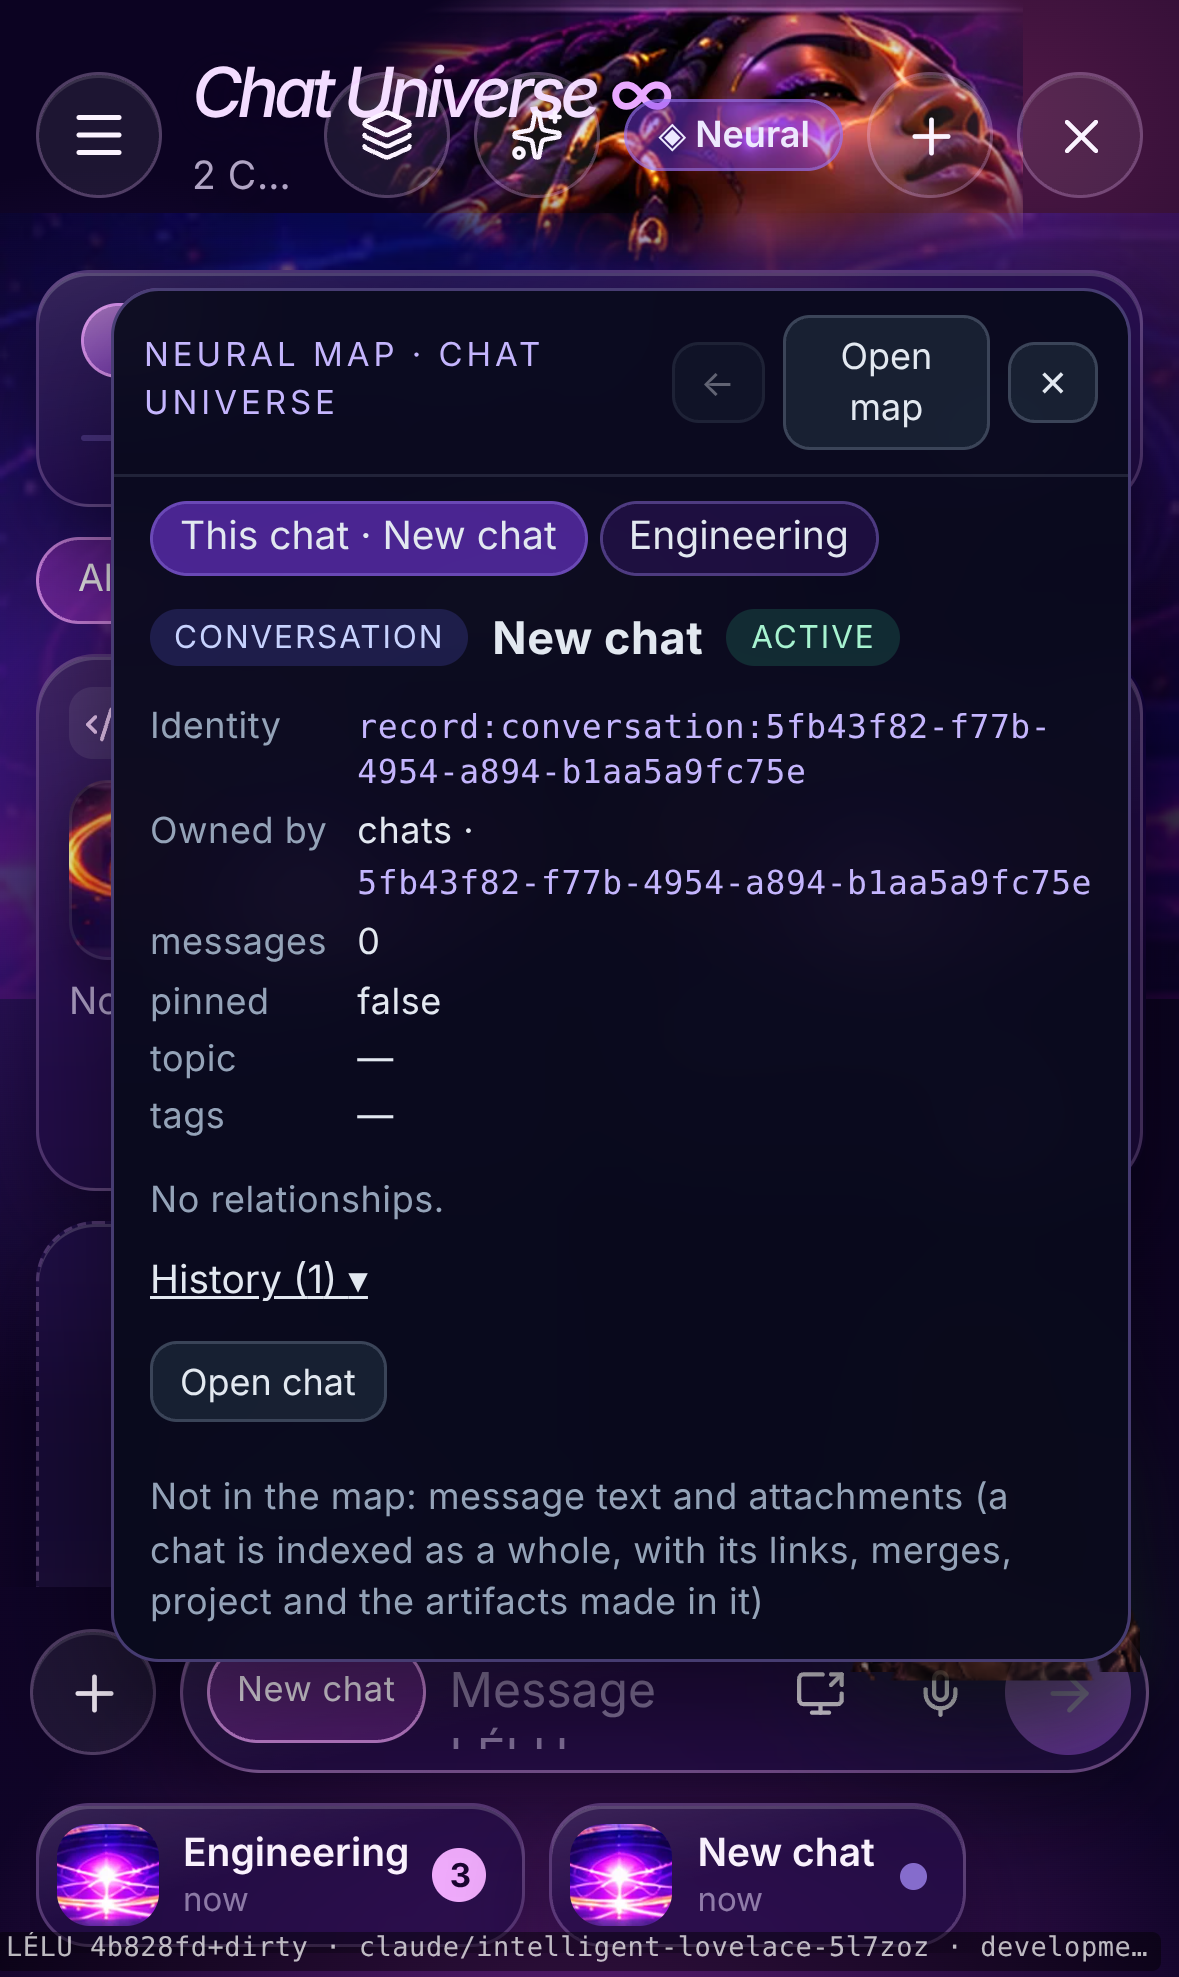 Chat Universe ∞
2 C...
◈ Neural
NEURAL MAP · CHAT
UNIVERSE
←
Open
map
✕
This chat · New chat
Engineering
CONVERSATION New chat ACTIVE
Identity record:conversation:5fb43f82-f77b-
4954-a894-b1aa5a9fc75e
Owned by chats ·
5fb43f82-f77b-4954-a894-b1aa5a9fc75e
messages 0
pinned false
topic —
tags —
No relationships.
History (1) ▾
Open chat
Not in the map: message text and attachments (a
chat is indexed as a whole, with its links, merges,
project and the artifacts made in it)
New chat
Message
Engineering
now
3
New chat
now
LÉLU 4b828fd+dirty · claude/intelligent-lovelace-5l7zoz · developme…